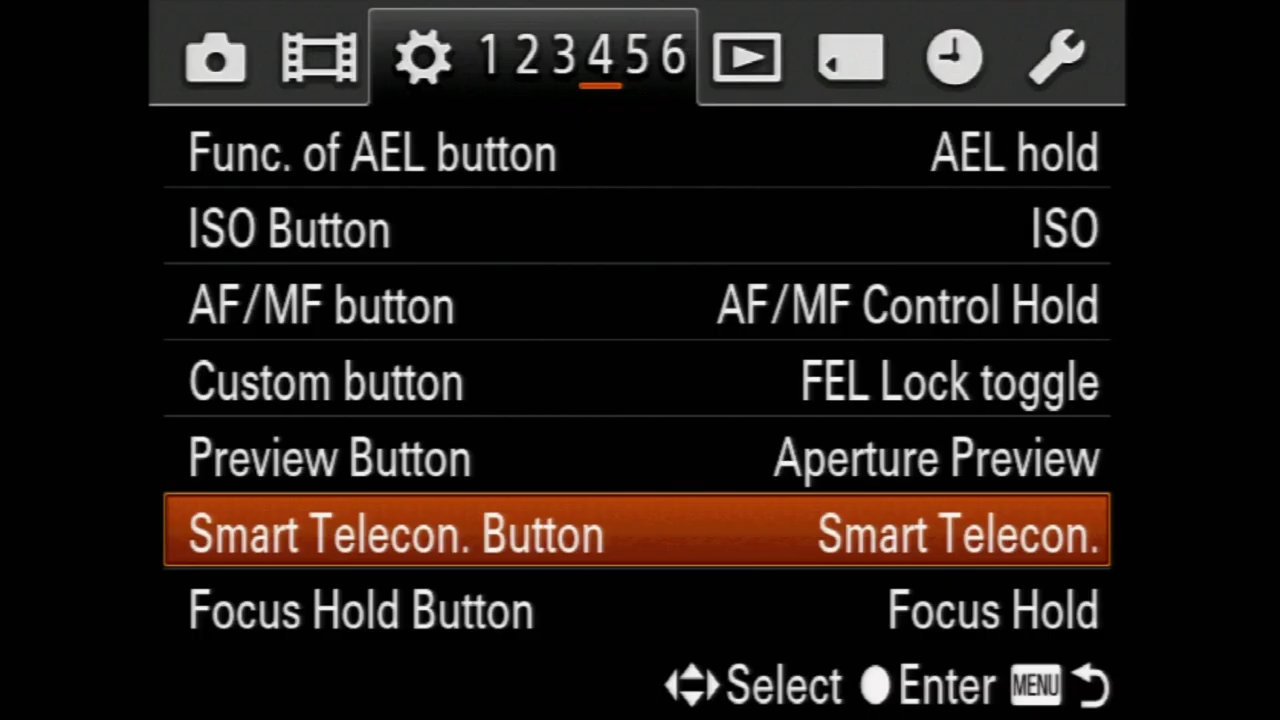 1 2 3 4 5 6
Func. of AEL button AEL hold
ISO Button ISO
AF/MF button AF/MF Control Hold
Custom button FEL Lock toggle
Preview Button Aperture Preview
Smart Telecon. Button Smart Telecon.
Focus Hold Button Focus Hold
Select Enter MENU